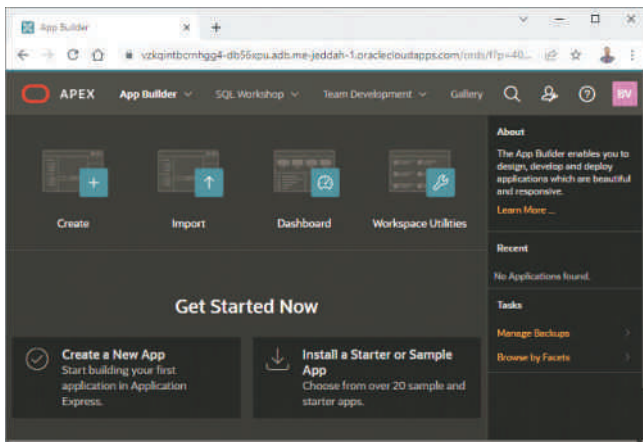 App Builder
vzkqintbcmhgg4-db56xpu.adb.me-jeddah-1.oraclecloudapps.com/ords/f?p=40...
APEX App Builder SQL Workshop Team Development Gallery BV
Create
Import
Dashboard
Workspace Utilities
Get Started Now
Create a New App
Start building your first
application in Application
Express.
Install a Starter or Sample
App
Choose from over 20 sample and
starter apps.
About
The App Builder enables you to
design, develop and deploy
applications which are beautiful
and responsive.
Learn More ...
Recent
No Applications found.
Tasks
Manage Backups
Browse by Facets